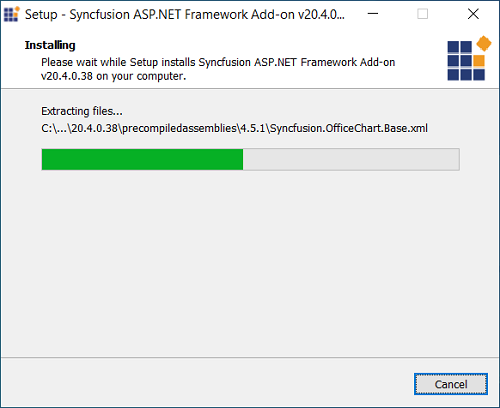 Setup - Syncfusion ASP.NET Framework Add-on v20.4.0...
Installing
Please wait while Setup installs Syncfusion ASP.NET Framework Add-on
v20.4.0.38 on your computer.
Extracting files...
C:\...\20.4.0.38\precompiledassemblies\4.5.1\Syncfusion.OfficeChart.Base.xml
Cancel